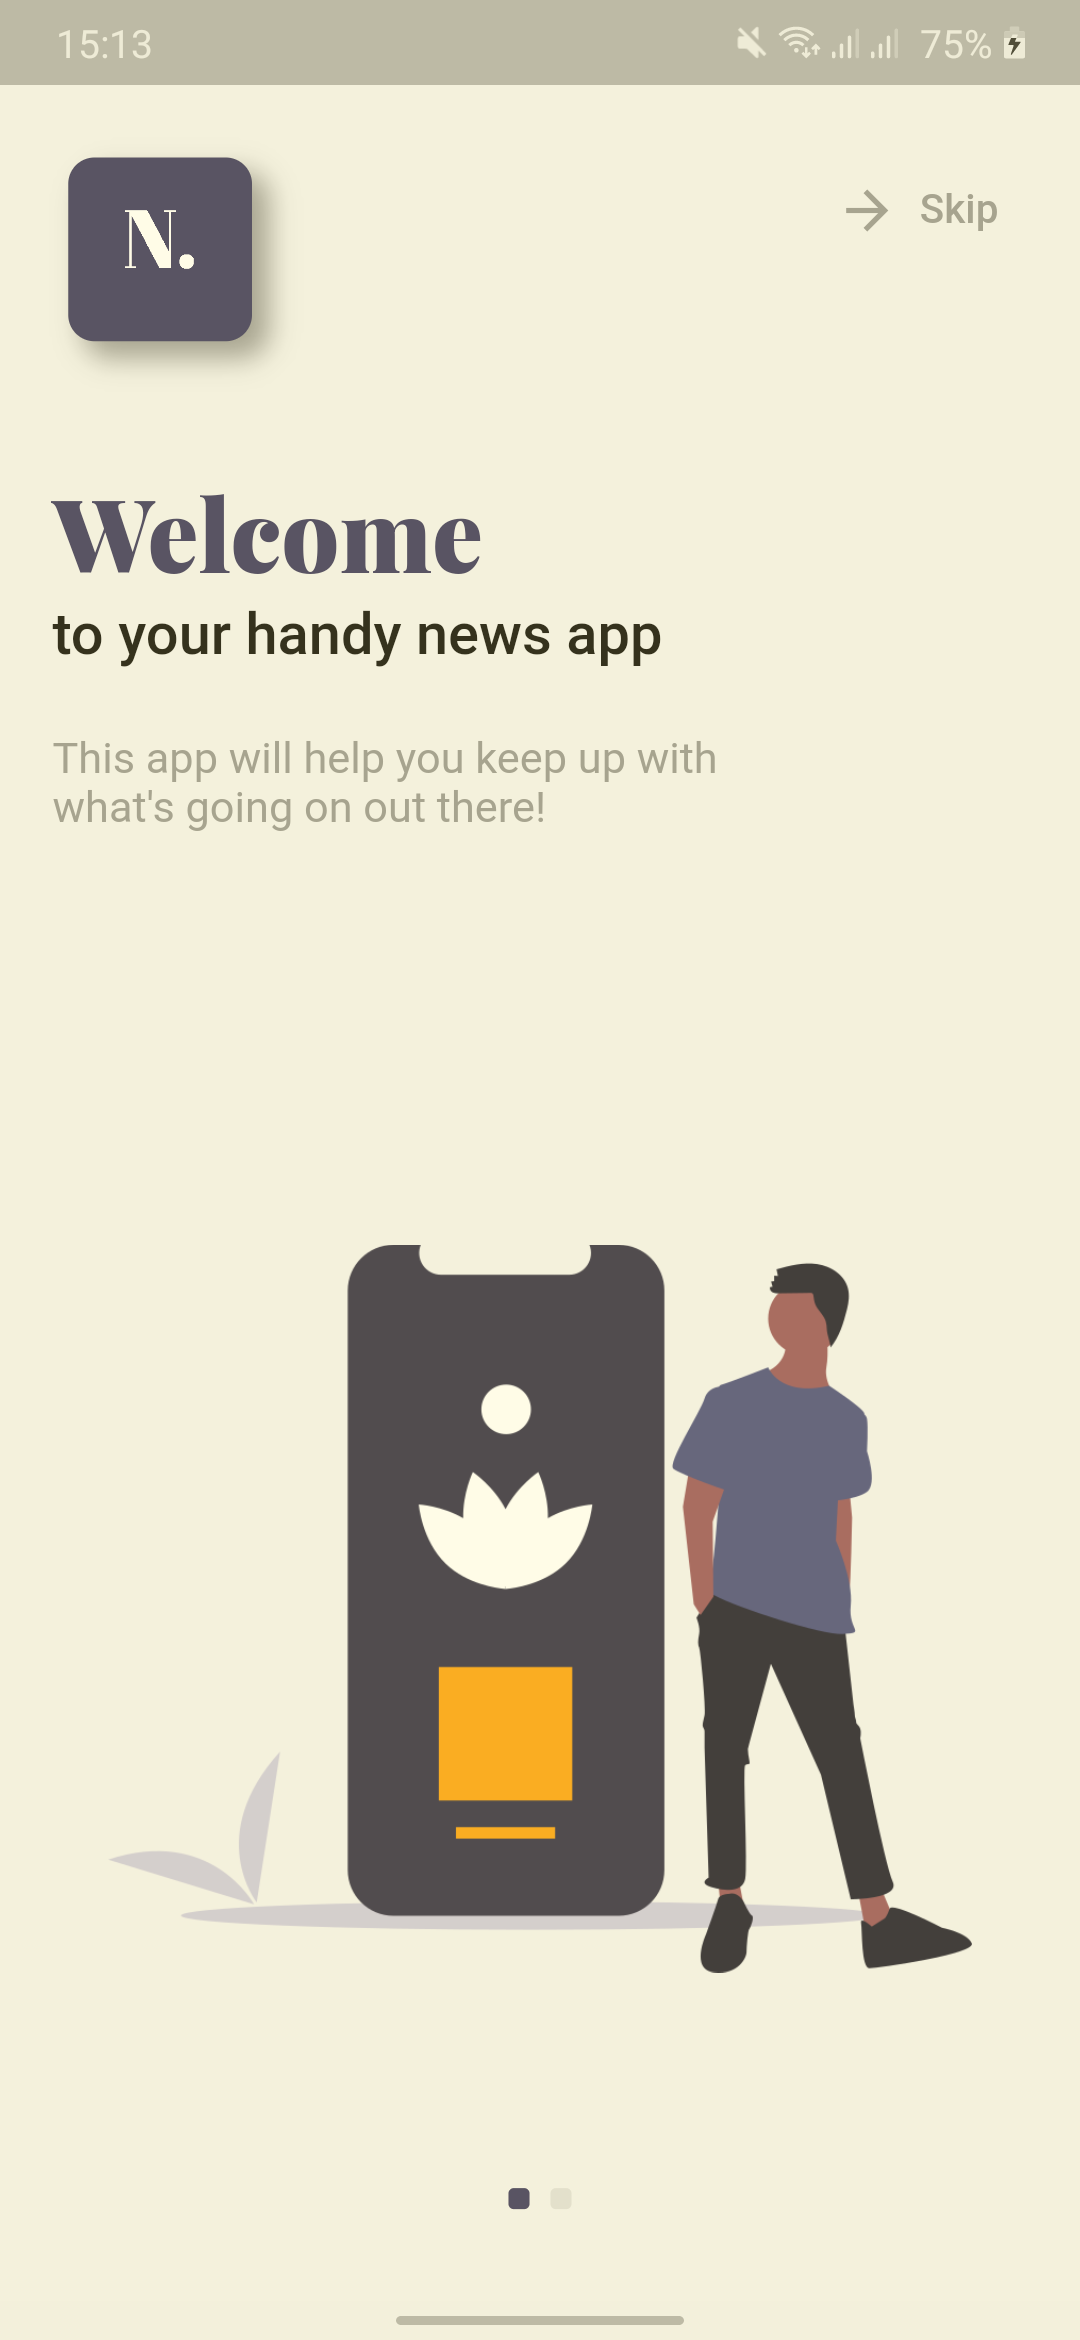 15:13
75%
N.
Skip
Welcome
to your handy news app
This app will help you keep up with
what's going on out there!